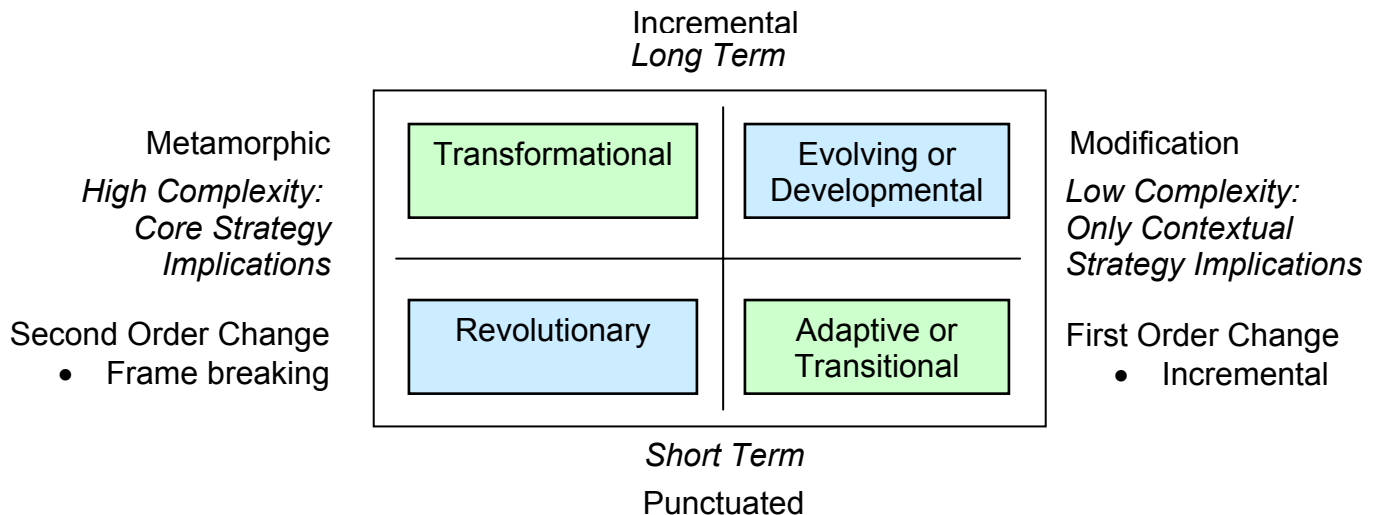 Incremental
Long Term
Metamorphic
High Complexity:
Core Strategy
Implications
Transformational
Evolving or
Developmental
Modification
Low Complexity:
Only Contextual
Strategy Implications
Second Order Change
• Frame breaking
Revolutionary
Adaptive or
Transitional
First Order Change
• Incremental
Short Term
Punctuated